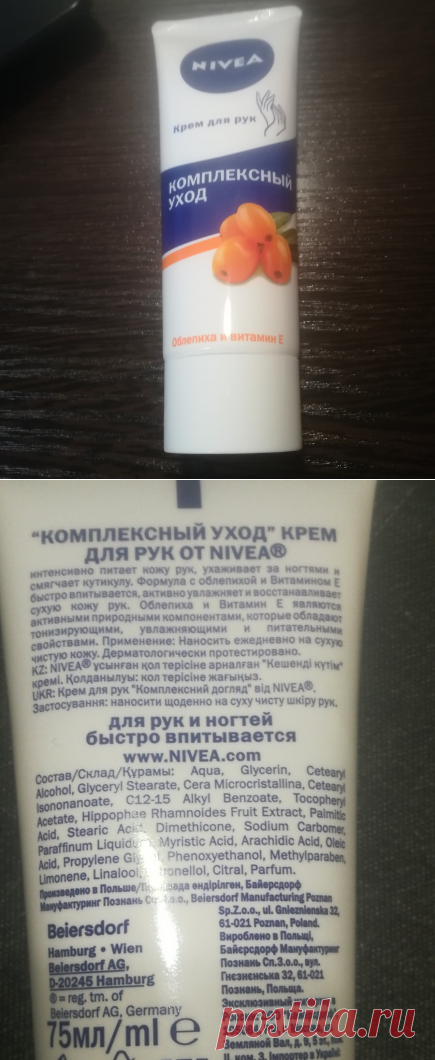 NIVEA
Крем для рук
КОМПЛЕКСНЫЙ
УХОД
Облепиха и витамин Е
"КОМПЛЕКСНЫЙ УХОД" КРЕМ
ДЛЯ РУК ОТ NIVEA®
интенсивно питает кожу рук, ухаживает за ногтями и
смягчает кутикулу. Формула с облепихой и Витамином Е
быстро впитывается, активно увлажняет и восстанавливает
сухую кожу рук. Облепиха и Витамин Е являются
активными природными компонентами, которые обладают
тонизирующими, увлажняющими и питательными
свойствами. Применение: Наносить ежедневно на сухую
чистую кожу. Дерматологически протестировано.
KZ: NIVEA® ұсынған қол терісіне арналған "Кешенді күтім"
кремі. Қолданылуы: қол терісіне жағыңыз.
UKR: Крем для рук "Комплексний догляд" від NIVEA®.
Застосування: наносити щоденно на суху чисту шкіру рук.
для рук и ногтей
быстро впитывается
www.NIVEA.com
Состав/Склад/Құрамы: Aqua, Glycerin, Cetearyl
Alcohol, Glyceryl Stearate, Cera Microcristallina, Cetearyl
Isononanoate, C12-15 Alkyl Benzoate, Tocopheryl
Acetate, Hippophae Rhamnoides Fruit Extract, Palmitic
Acid, Stearic Acid, Dimethicone, Sodium Carbomer,
Paraffinum Liquidum, Myristic Acid, Arachidic Acid, Oleic
Acid, Propylene Glycol, Phenoxyethanol, Methylparaben,
Limonene, Linalool, Citronellol, Citral, Parfum.
Произведено в Польше/ ендірілген, Байерсдорф
Мануфактуринг Познань Сп.з.о.о., Beiersdorf Manufacturing Poznan
Sp.Z.o.o., ul. Gnieznienska 32,
61-021 Poznan, Poland.
Вироблено в Польщі,
Байєрсдорф Мануфактуринг
Познань Сп.З.о.о., вул.
Гнєзнєнська 32, 61-021
Познань, Польща.
Эксклюзивный
Земляной Вал, д. 9,
Beiersdorf
Hamburg • Wien
Beiersdorf AG,
D-20245 Hamburg
® = reg. tm. of
Beiersdorf AG, Germany
75мл/ml e
postila.ru